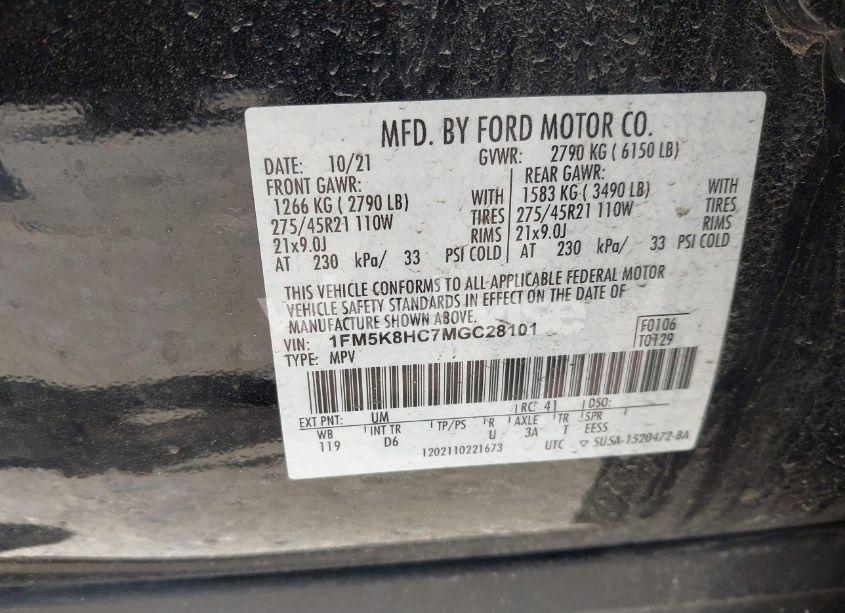 MFD. BY FORD MOTOR CO.
DATE: 10/21 GVWR: 2790 KG ( 6150 LB)
FRONT GAWR: REAR GAWR:
1266 KG ( 2790 LB) WITH 1583 KG ( 3490 LB) WITH
275/45R21 110W TIRES 275/45R21 110W TIRES
21x9.0J RIMS 21x9.0J RIMS
AT 230 kPa/ 33 PSI COLD AT 230 kPa/ 33 PSI COLD
THIS VEHICLE CONFORMS TO ALL APPLICABLE FEDERAL MOTOR
VEHICLE SAFETY STANDARDS IN EFFECT ON THE DATE OF
MANUFACTURE SHOWN ABOVE.
VIN: 1FM5K8HC7MGC28101 F0106
TYPE: MPV T0129
EXT PNT: UM RC: 41 DSO:
WB INT TR TP/PS R AXLE TR SPR
119 D6 U 3A T EESS
1202110221673 UTC 5U5A-1520472-BA